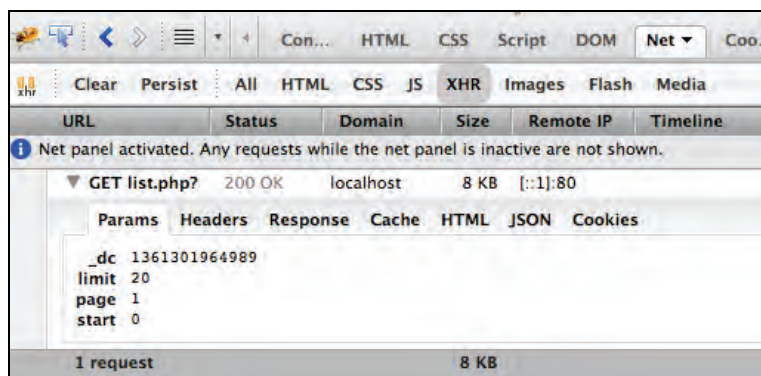 Con... HTML CSS Script DOM Net ▼ Coo.
xhr Clear Persist All HTML CSS JS XHR Images Flash Media
URL Status Domain Size Remote IP Timeline
Net panel activated. Any requests while the net panel is inactive are not shown.
GET list.php? 200 OK localhost 8 KB [::1]:80
Params Headers Response Cache HTML JSON Cookies
_dc 1361301964989
limit 20
page 1
start 0
1 request 8 KB